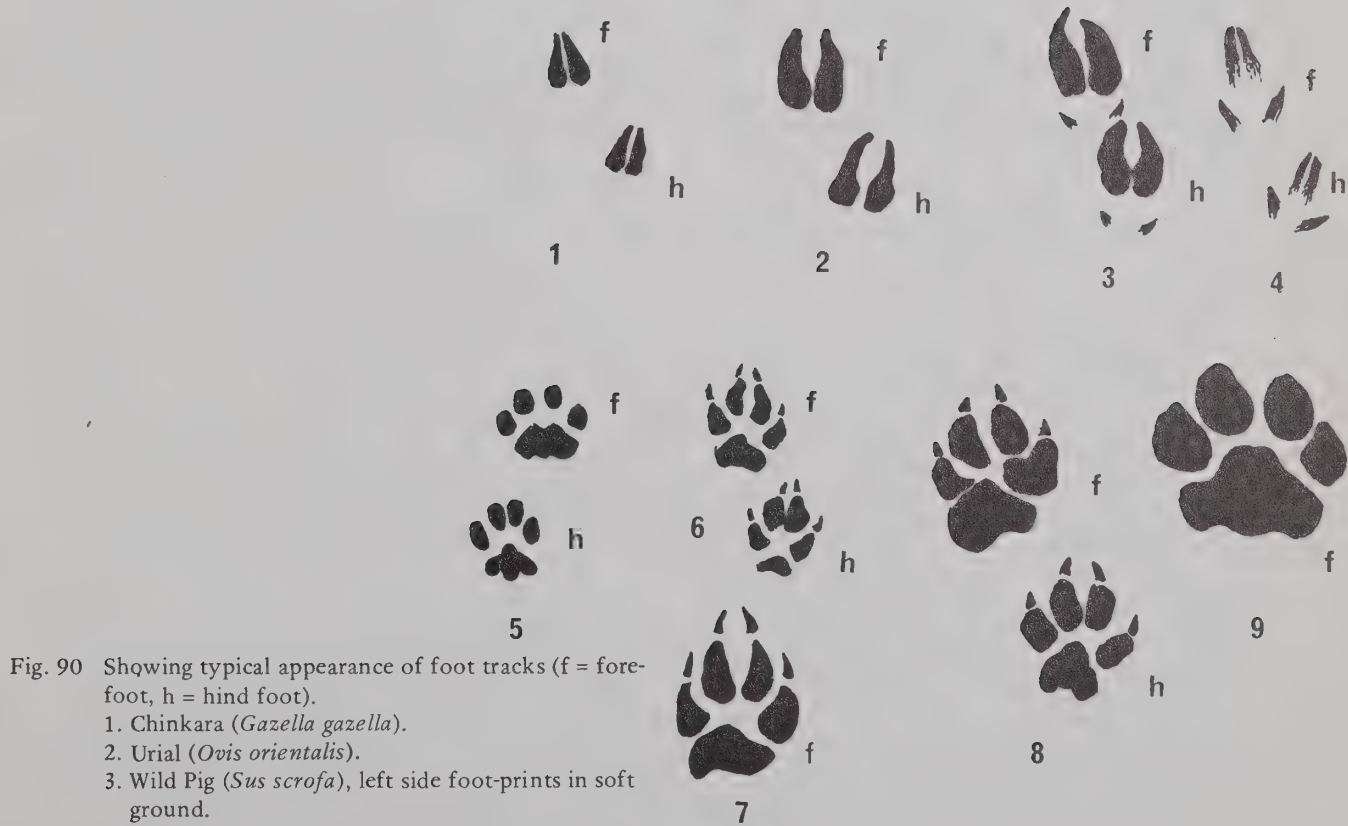 f
f
f
f
h
h
h
h
1
2
3
4
f
f
f
f
h
6
h
5
9
Fig. 90 Showing typical appearance of foot tracks (f = fore-
foot, h = hind foot).
h
1. Chinkara (Gazella gazella).
2. Urial (Ovis orientalis).
f
8
3. Wild Pig (Sus scrofa), left side foot-prints in soft
ground.
7